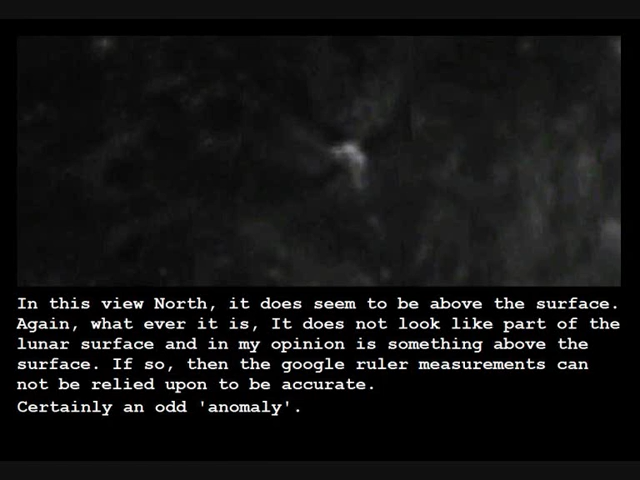 In this view North, it does seem to be above the surface.
Again, what ever it is, It does not look like part of the
lunar surface and in my opinion is something above the
surface. If so, then the google ruler measurements can
not be relied upon to be accurate.
Certainly an odd 'anomaly'.